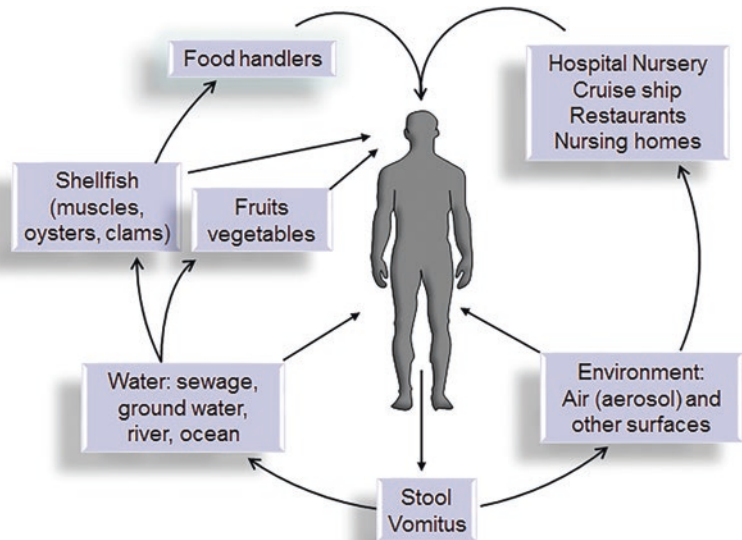 Food handlers
Hospital Nursery
Cruise ship
Restaurants
Nursing homes
Shellfish
(muscles,
oysters, clams)
Fruits
vegetables
Water: sewage,
ground water,
river, ocean
Environment:
Air (aerosol) and
other surfaces
Stool
Vomitus